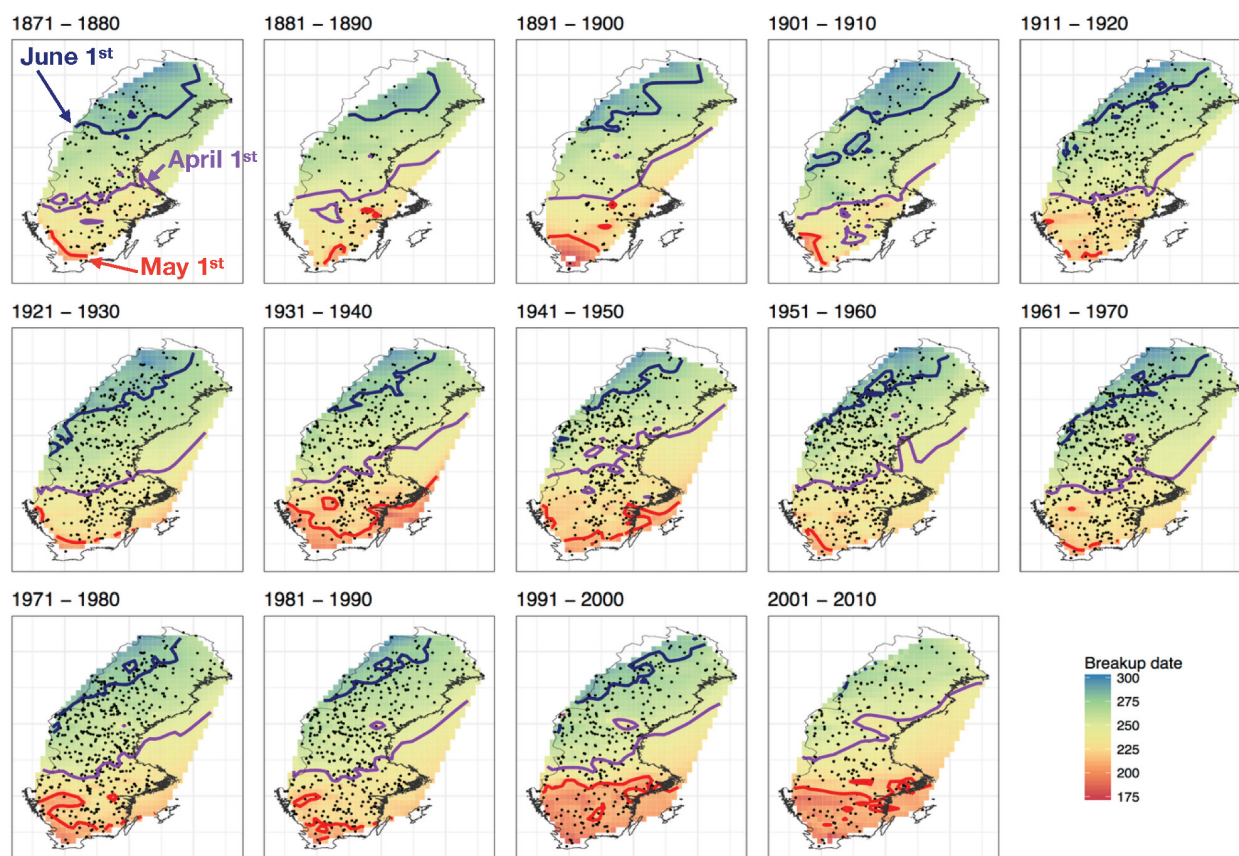 1871 – 1880
1881 – 1890
1891 – 1900
1901 – 1910
1911 – 1920
June 1st
April 1st
May 1st
1921 – 1930
1931 – 1940
1941 – 1950
1951 – 1960
1961 – 1970
1971 – 1980
1981 – 1990
1991 – 2000
2001 – 2010
Breakup date
300
275
250
225
200
175